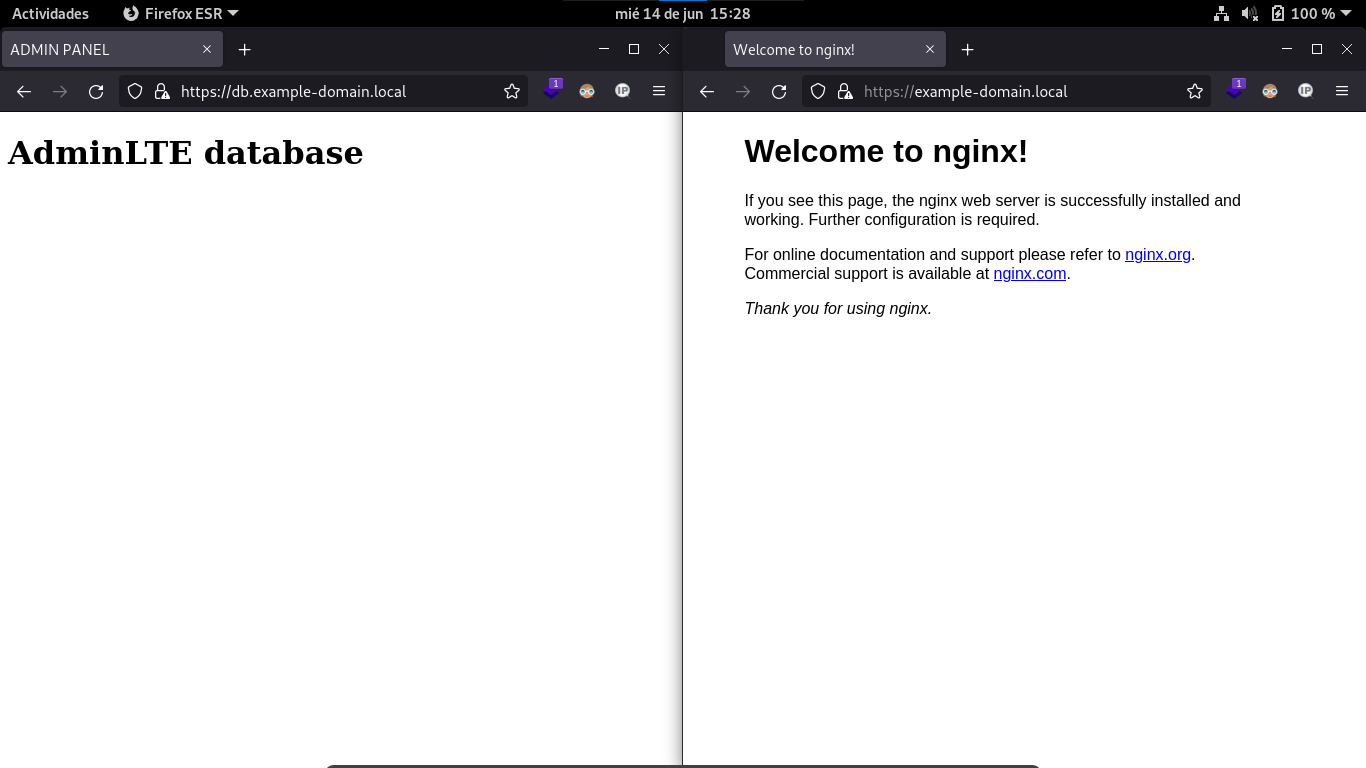 Actividades
Firefox ESR
mié 14 de jun 15:28
100 %
ADMIN PANEL
https://db.example-domain.local
1
IP
AdminLTE database
Welcome to nginx!
https://example-domain.local
1
IP
Welcome to nginx!
If you see this page, the nginx web server is successfully installed and
working. Further configuration is required.
For online documentation and support please refer to nginx.org.
Commercial support is available at nginx.com.
Thank you for using nginx.